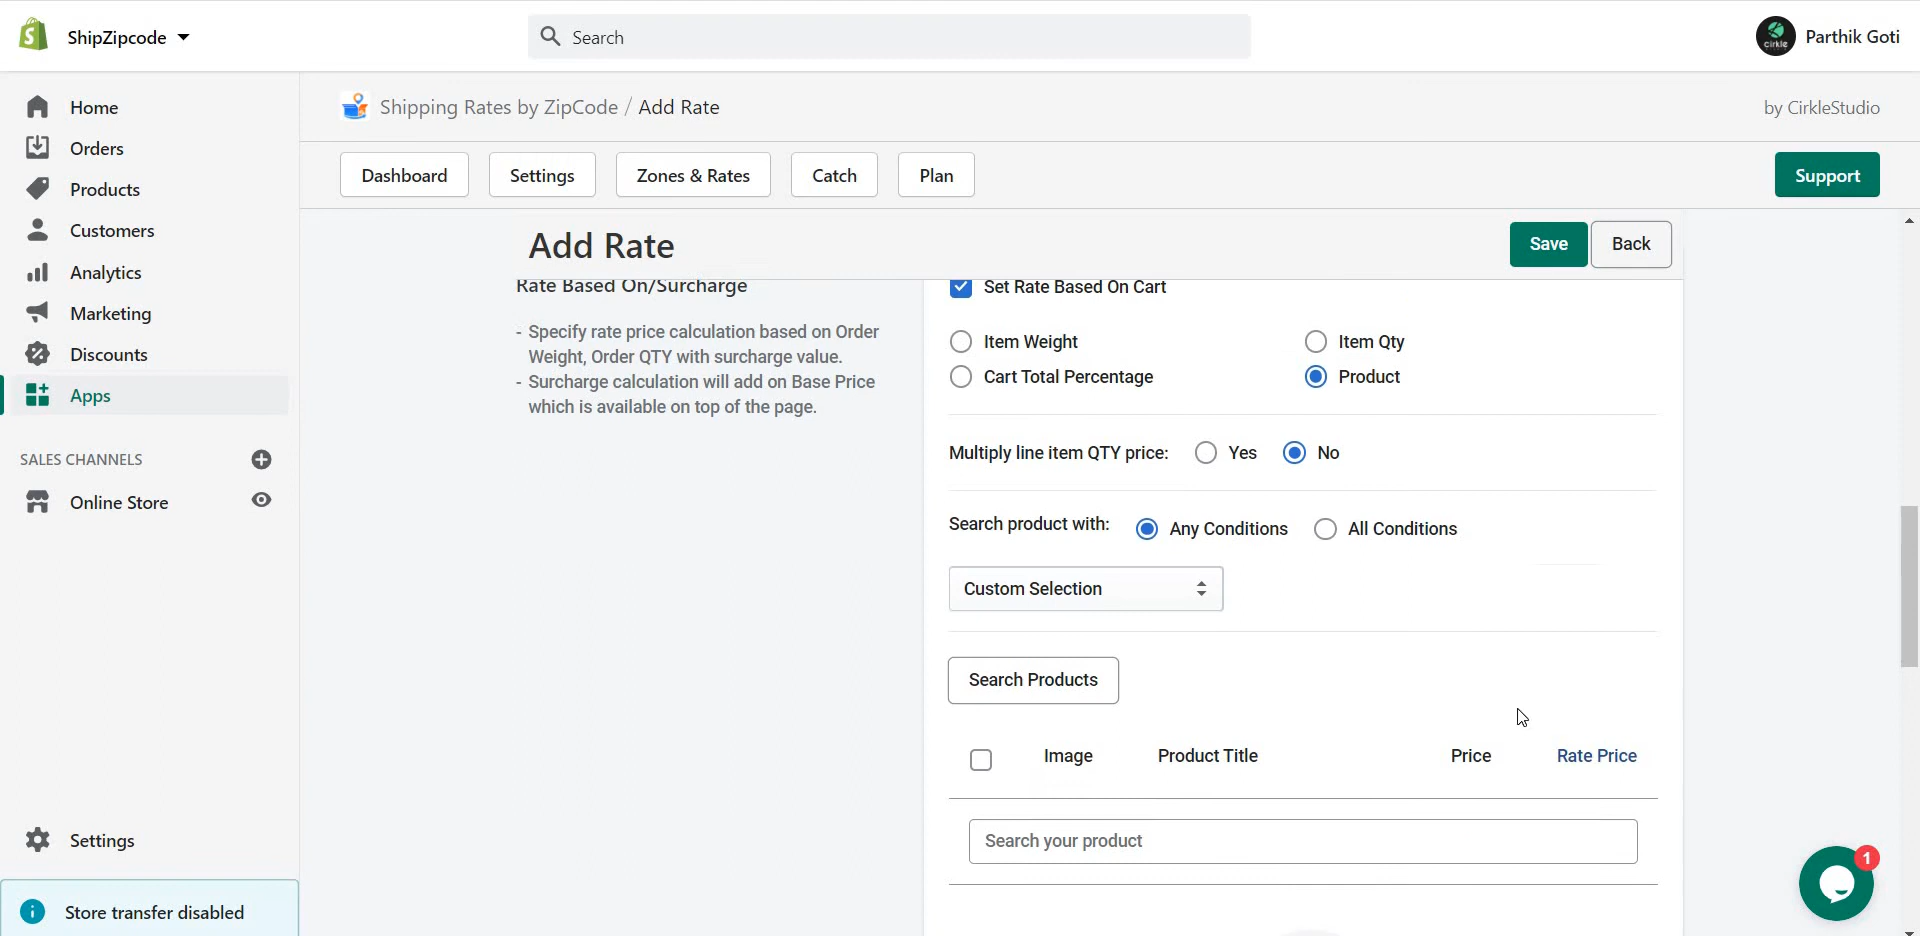 ShipZipcode
Search
Parthik Goti
Home
Orders
Products
Customers
Analytics
Marketing
Discounts
Apps
SALES CHANNELS
Online Store
Settings
Store transfer disabled
Shipping Rates by ZipCode / Add Rate
by CirkleStudio
Dashboard
Settings
Zones & Rates
Catch
Plan
Support
Add Rate
Save
Back
Rate Based On/Surcharge
- Specify rate price calculation based on Order
Weight, Order QTY with surcharge value.
- Surcharge calculation will add on Base Price
which is available on top of the page.
Set Rate Based On Cart
Item Weight
Item Qty
Cart Total Percentage
Product
Multiply line item QTY price:
Yes
No
Search product with:
Any Conditions
All Conditions
Custom Selection
Search Products
Image
Product Title
Price
Rate Price
Search your product
1
cirkle